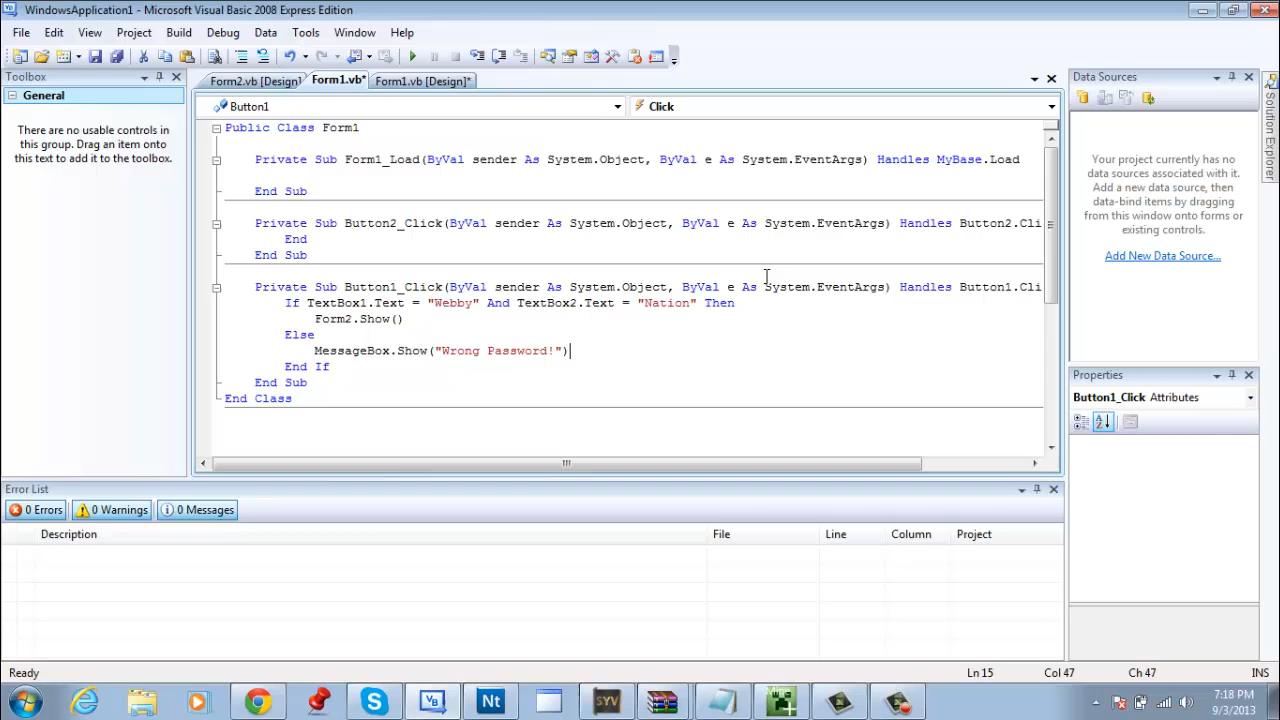 WindowsApplication1 - Microsoft Visual Basic 2008 Express Edition
File Edit View Project Build Debug Data Tools Window Help
Toolbox
General
There are no usable controls in
this group. Drag an item onto
this text to add it to the toolbox.
Form2.vb [Design] Form1.vb* Form1.vb [Design]*
Button1 Click
Public Class Form1
Private Sub Form1_Load(ByVal sender As System.Object, ByVal e As System.EventArgs) Handles MyBase.Load
End Sub
Private Sub Button2_Click(ByVal sender As System.Object, ByVal e As System.EventArgs) Handles Button2.Cli
End
End Sub
Private Sub Button1_Click(ByVal sender As System.Object, ByVal e As System.EventArgs) Handles Button1.Cli
If TextBox1.Text = "Webby" And TextBox2.Text = "Nation" Then
Form2.Show()
Else
MessageBox.Show("Wrong Password!")
End If
End Sub
End Class
Data Sources
Your project currently has no
data sources associated with it.
Add a new data source, then
data-bind items by dragging
from this window onto forms or
existing controls.
Add New Data Source...
Solution Explorer
Properties
Button1_Click Attributes
Error List
0 Errors 0 Warnings 0 Messages
Description File Line Column Project
Ready Ln 15 Col 47 Ch 47 INS
VB Nt SYV
7:18 PM
9/3/2013